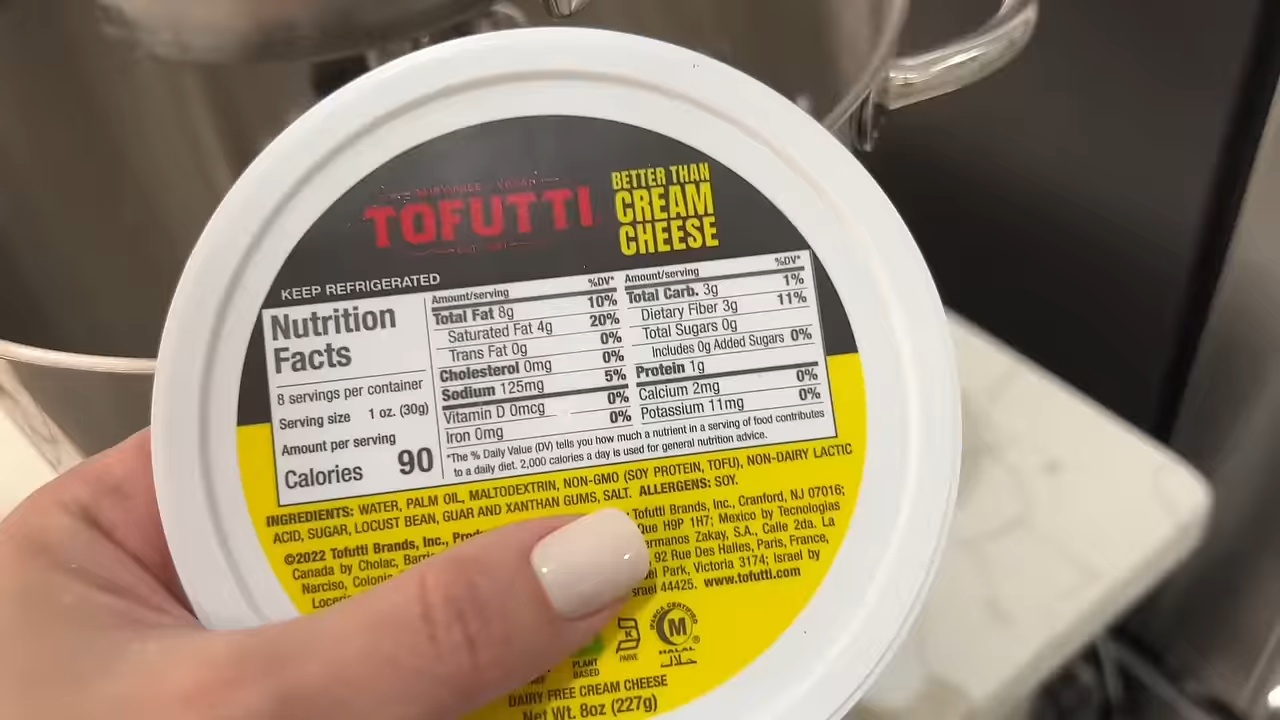 DAIRY FREE • VEGAN
TOFUTTI
BETTER THAN
CREAM
CHEESE
KEEP REFRIGERATED
Nutrition
Facts
8 servings per container
Serving size 1 oz. (30g)
Amount per serving
Calories 90
Amount/serving %DV*
Total Fat 8g 10%
Saturated Fat 4g 20%
Trans Fat 0g 0%
Cholesterol 0mg 0%
Sodium 125mg 5%
Vitamin D 0mcg 0%
Iron 0mg 0%
Amount/serving %DV*
Total Carb. 3g 1%
Dietary Fiber 3g 11%
Total Sugars 0g
Includes 0g Added Sugars 0%
Protein 1g
Calcium 2mg 0%
Potassium 11mg 0%
*The % Daily Value (DV) tells you how much a nutrient in a serving of food contributes
to a daily diet. 2,000 calories a day is used for general nutrition advice.
INGREDIENTS: WATER, PALM OIL, MALTODEXTRIN, NON-GMO (SOY PROTEIN, TOFU), NON-DAIRY LACTIC
ACID, SUGAR, LOCUST BEAN, GUAR AND XANTHAN GUMS, SALT. ALLERGENS: SOY.
©2022 Tofutti Brands, Inc., Tofutti Brands, Inc., Cranford, NJ 07016;
Canada by Cholac, H9P 1H7; Mexico by Tecnologias
Narciso, Zakay, S.A., Calle 2da. La
92 Rue Des Halles, Paris, France,
Park, Victoria 3174; Israel by
44425. www.tofutti.com
PLANT
BASED
K
PARVE
IFANCA CERTIFIED
M
®
HALAL
حلال
DAIRY FREE CREAM CHEESE
Net Wt. 8oz (227g)